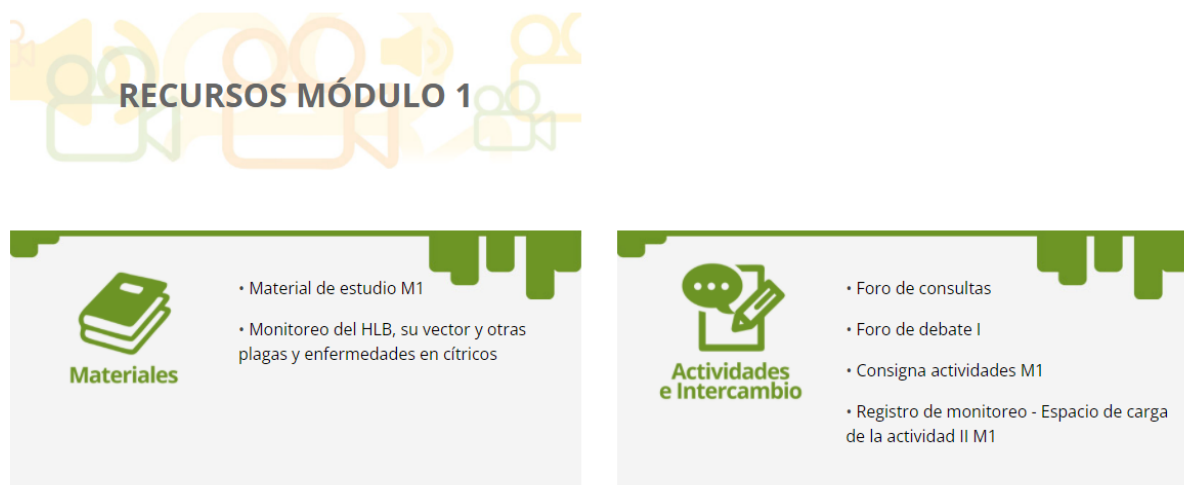 RECURSOS MÓDULO 1
Materiales
• Material de estudio M1
• Monitoreo del HLB, su vector y otras
plagas y enfermedades en cítricos
Actividades
e Intercambio
• Foro de consultas
• Foro de debate I
• Consigna actividades M1
• Registro de monitoreo - Espacio de carga
de la actividad II M1